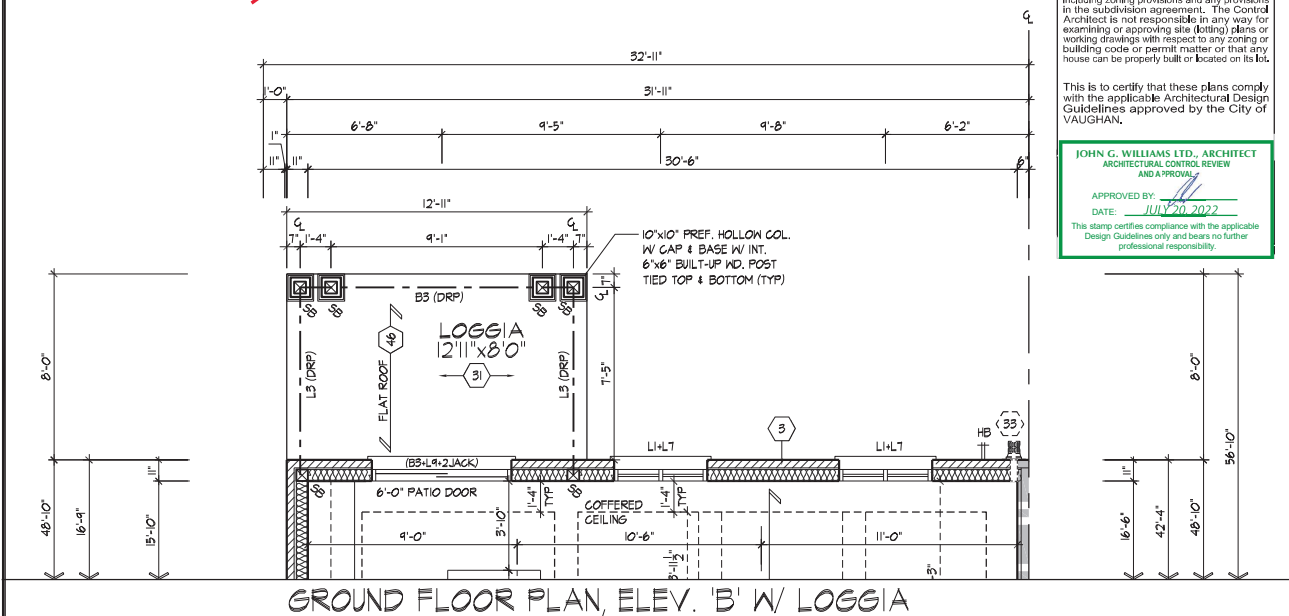 including zoning provisions and any provisions
in the subdivision agreement. The Control
Architect is not responsible in any way for
examining or approving site (lotting) plans or
working drawings with respect to any zoning or
building code or permit matter or that any
house can be properly built or located on its lot.
This is to certify that these plans comply
with the applicable Architectural Design
Guidelines approved by the City of
VAUGHAN.
JOHN G. WILLIAMS LTD., ARCHITECT
ARCHITECTURAL CONTROL REVIEW
AND APPROVAL
APPROVED BY:
DATE: JULY 20, 2022
This stamp certifies compliance with the applicable
Design Guidelines only and bears no further
professional responsibility.
32'-11"
1'-0" 31'-11"
6'-8" 9'-5" 9'-8" 6'-2"
1"
11" 11" 30'-6" 6"
12'-11"
7" 1'-4" 9'-1" 1'-4" 7"
10"x10" PREF. HOLLOW COL.
W/ CAP & BASE W/ INT.
6"x6" BUILT-UP WD. POST
TIED TOP & BOTTOM (TYP)
B3 (DRP)
7"
SB SB SB SB
LOGGIA
12'11"x8'0"
46
31
FLAT ROOF
L3 (DRP)
L3 (DRP)
8'-0"
7'-5"
8'-0"
56'-10"
3
33
HB
L1+L7
L1+L7
(B3+L9+2JACK)
6'-0" PATIO DOOR
SB
SB
1'-4"
TYP
1'-4"
TYP
COFFERED
CEILING
3'-10"
9'-0" 10'-6" 11'-0"
48'-10"
16'-9"
15'-10"
11"
11"
16'-6"
42'-4"
48'-10"
GROUND FLOOR PLAN, ELEV. 'B' W/ LOGGIA